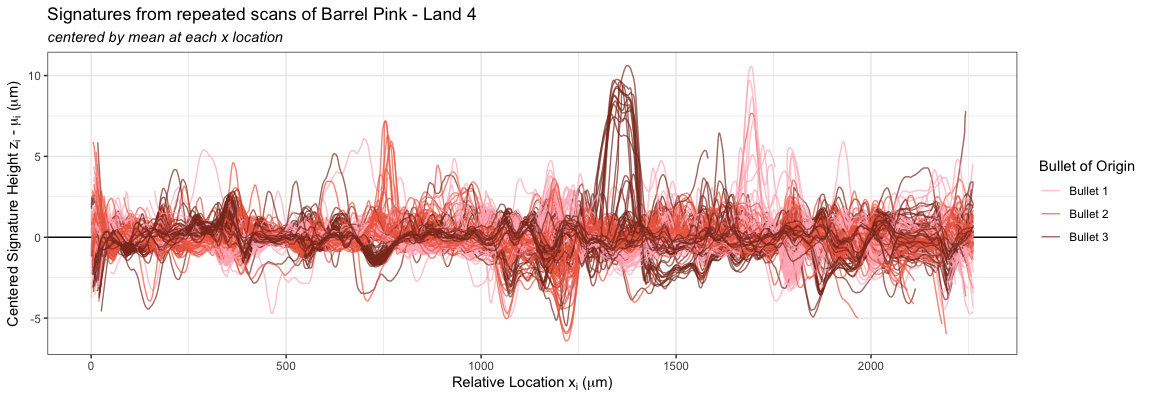 Signatures from repeated scans of Barrel Pink - Land 4
centered by mean at each x location
Centered Signature Height zᵢ - μᵢ (μm)
10
5
0
-5
0 500 1000 1500 2000
Relative Location xᵢ (μm)
Bullet of Origin
Bullet 1
Bullet 2
Bullet 3